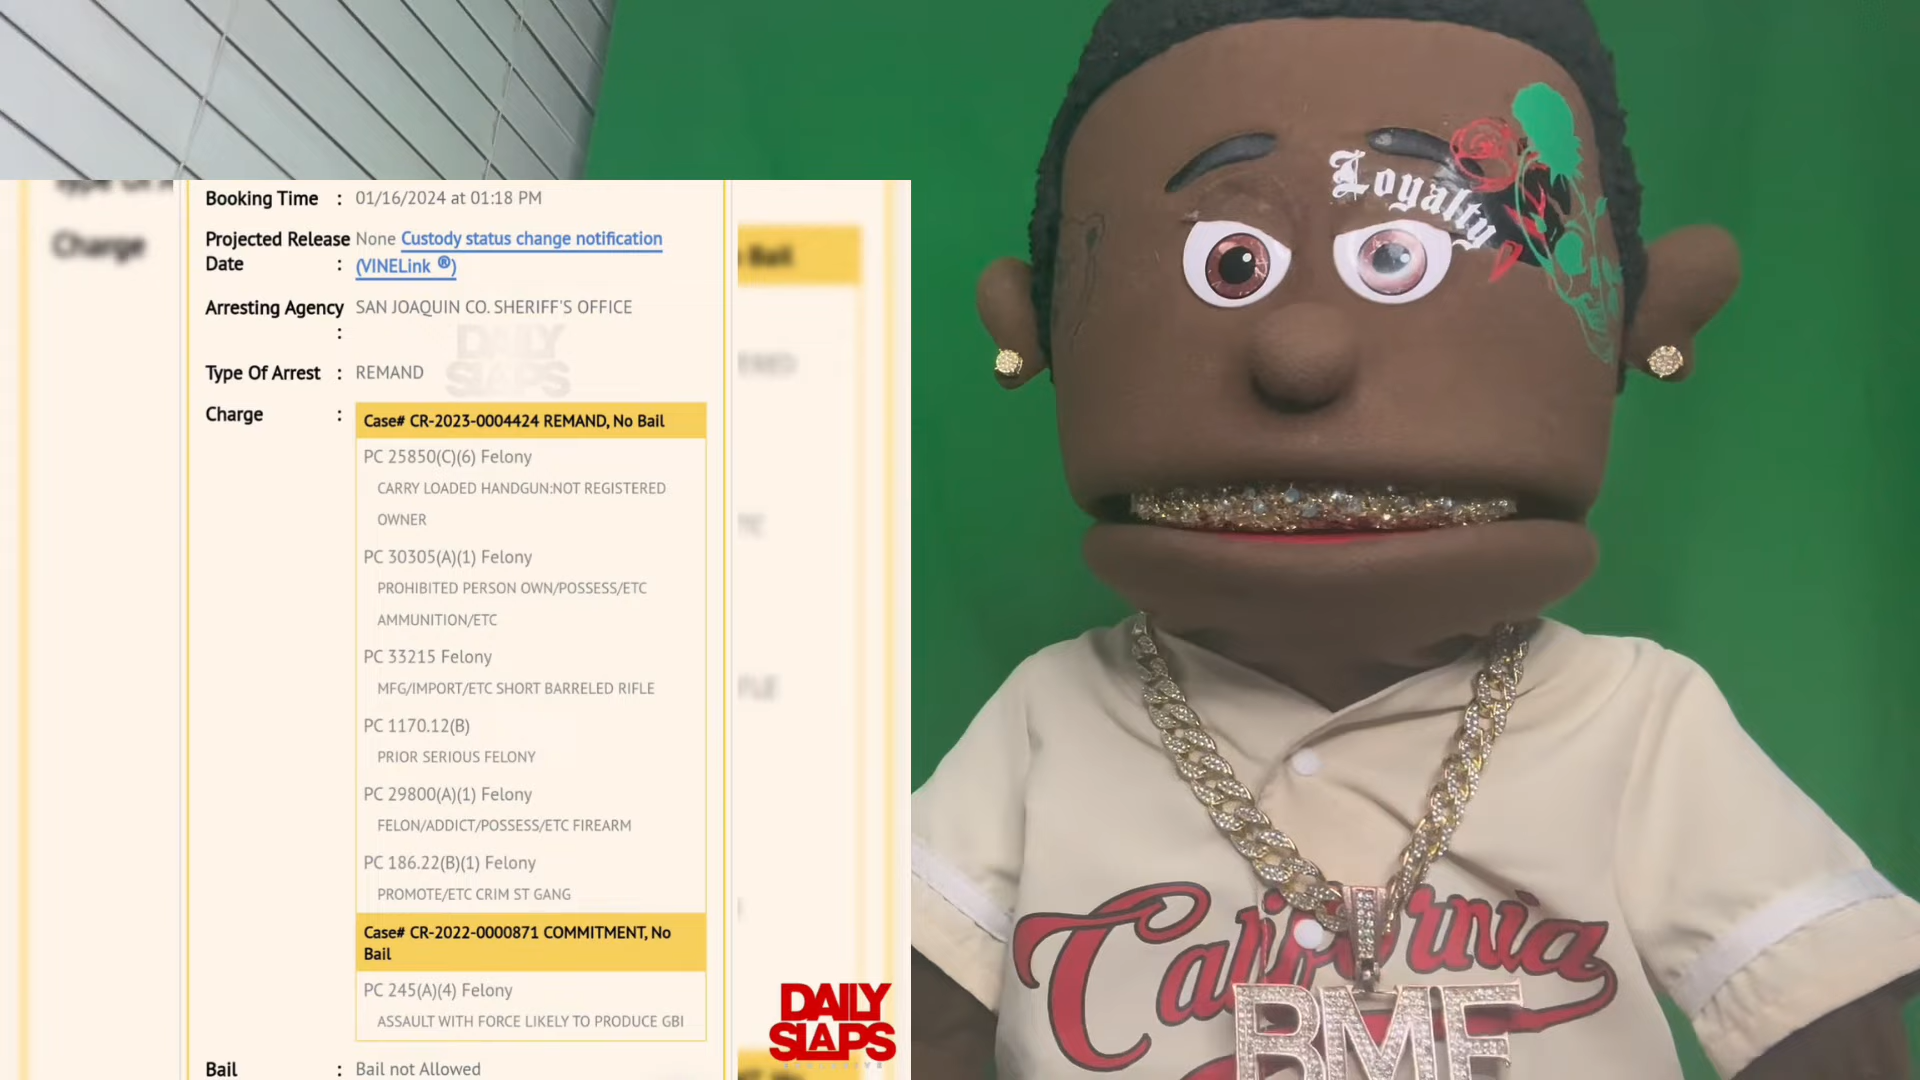 Charge
Bail
Booking Time : 01/16/2024 at 01:18 PM
Projected Release None Custody status change notification
Date : (VINELink ®)
Arresting Agency SAN JOAQUIN CO. SHERIFF'S OFFICE
:
DAILY
SLAPS
Type Of Arrest : REMAND
Charge :
Case# CR-2023-0004424 REMAND, No Bail
PC 25850(C)(6) Felony
CARRY LOADED HANDGUN:NOT REGISTERED
OWNER
PC 30305(A)(1) Felony
PROHIBITED PERSON OWN/POSSESS/ETC
AMMUNITION/ETC
PC 33215 Felony
MFG/IMPORT/ETC SHORT BARRELED RIFLE
PC 1170.12(B)
PRIOR SERIOUS FELONY
PC 29800(A)(1) Felony
FELON/ADDICT/POSSESS/ETC FIREARM
PC 186.22(B)(1) Felony
PROMOTE/ETC CRIM ST GANG
Case# CR-2022-0000871 COMMITMENT, No
Bail
PC 245(A)(4) Felony
ASSAULT WITH FORCE LIKELY TO PRODUCE GBI
Bail : Bail not Allowed
DAILY
SLAPS
Loyalty
California
BMF